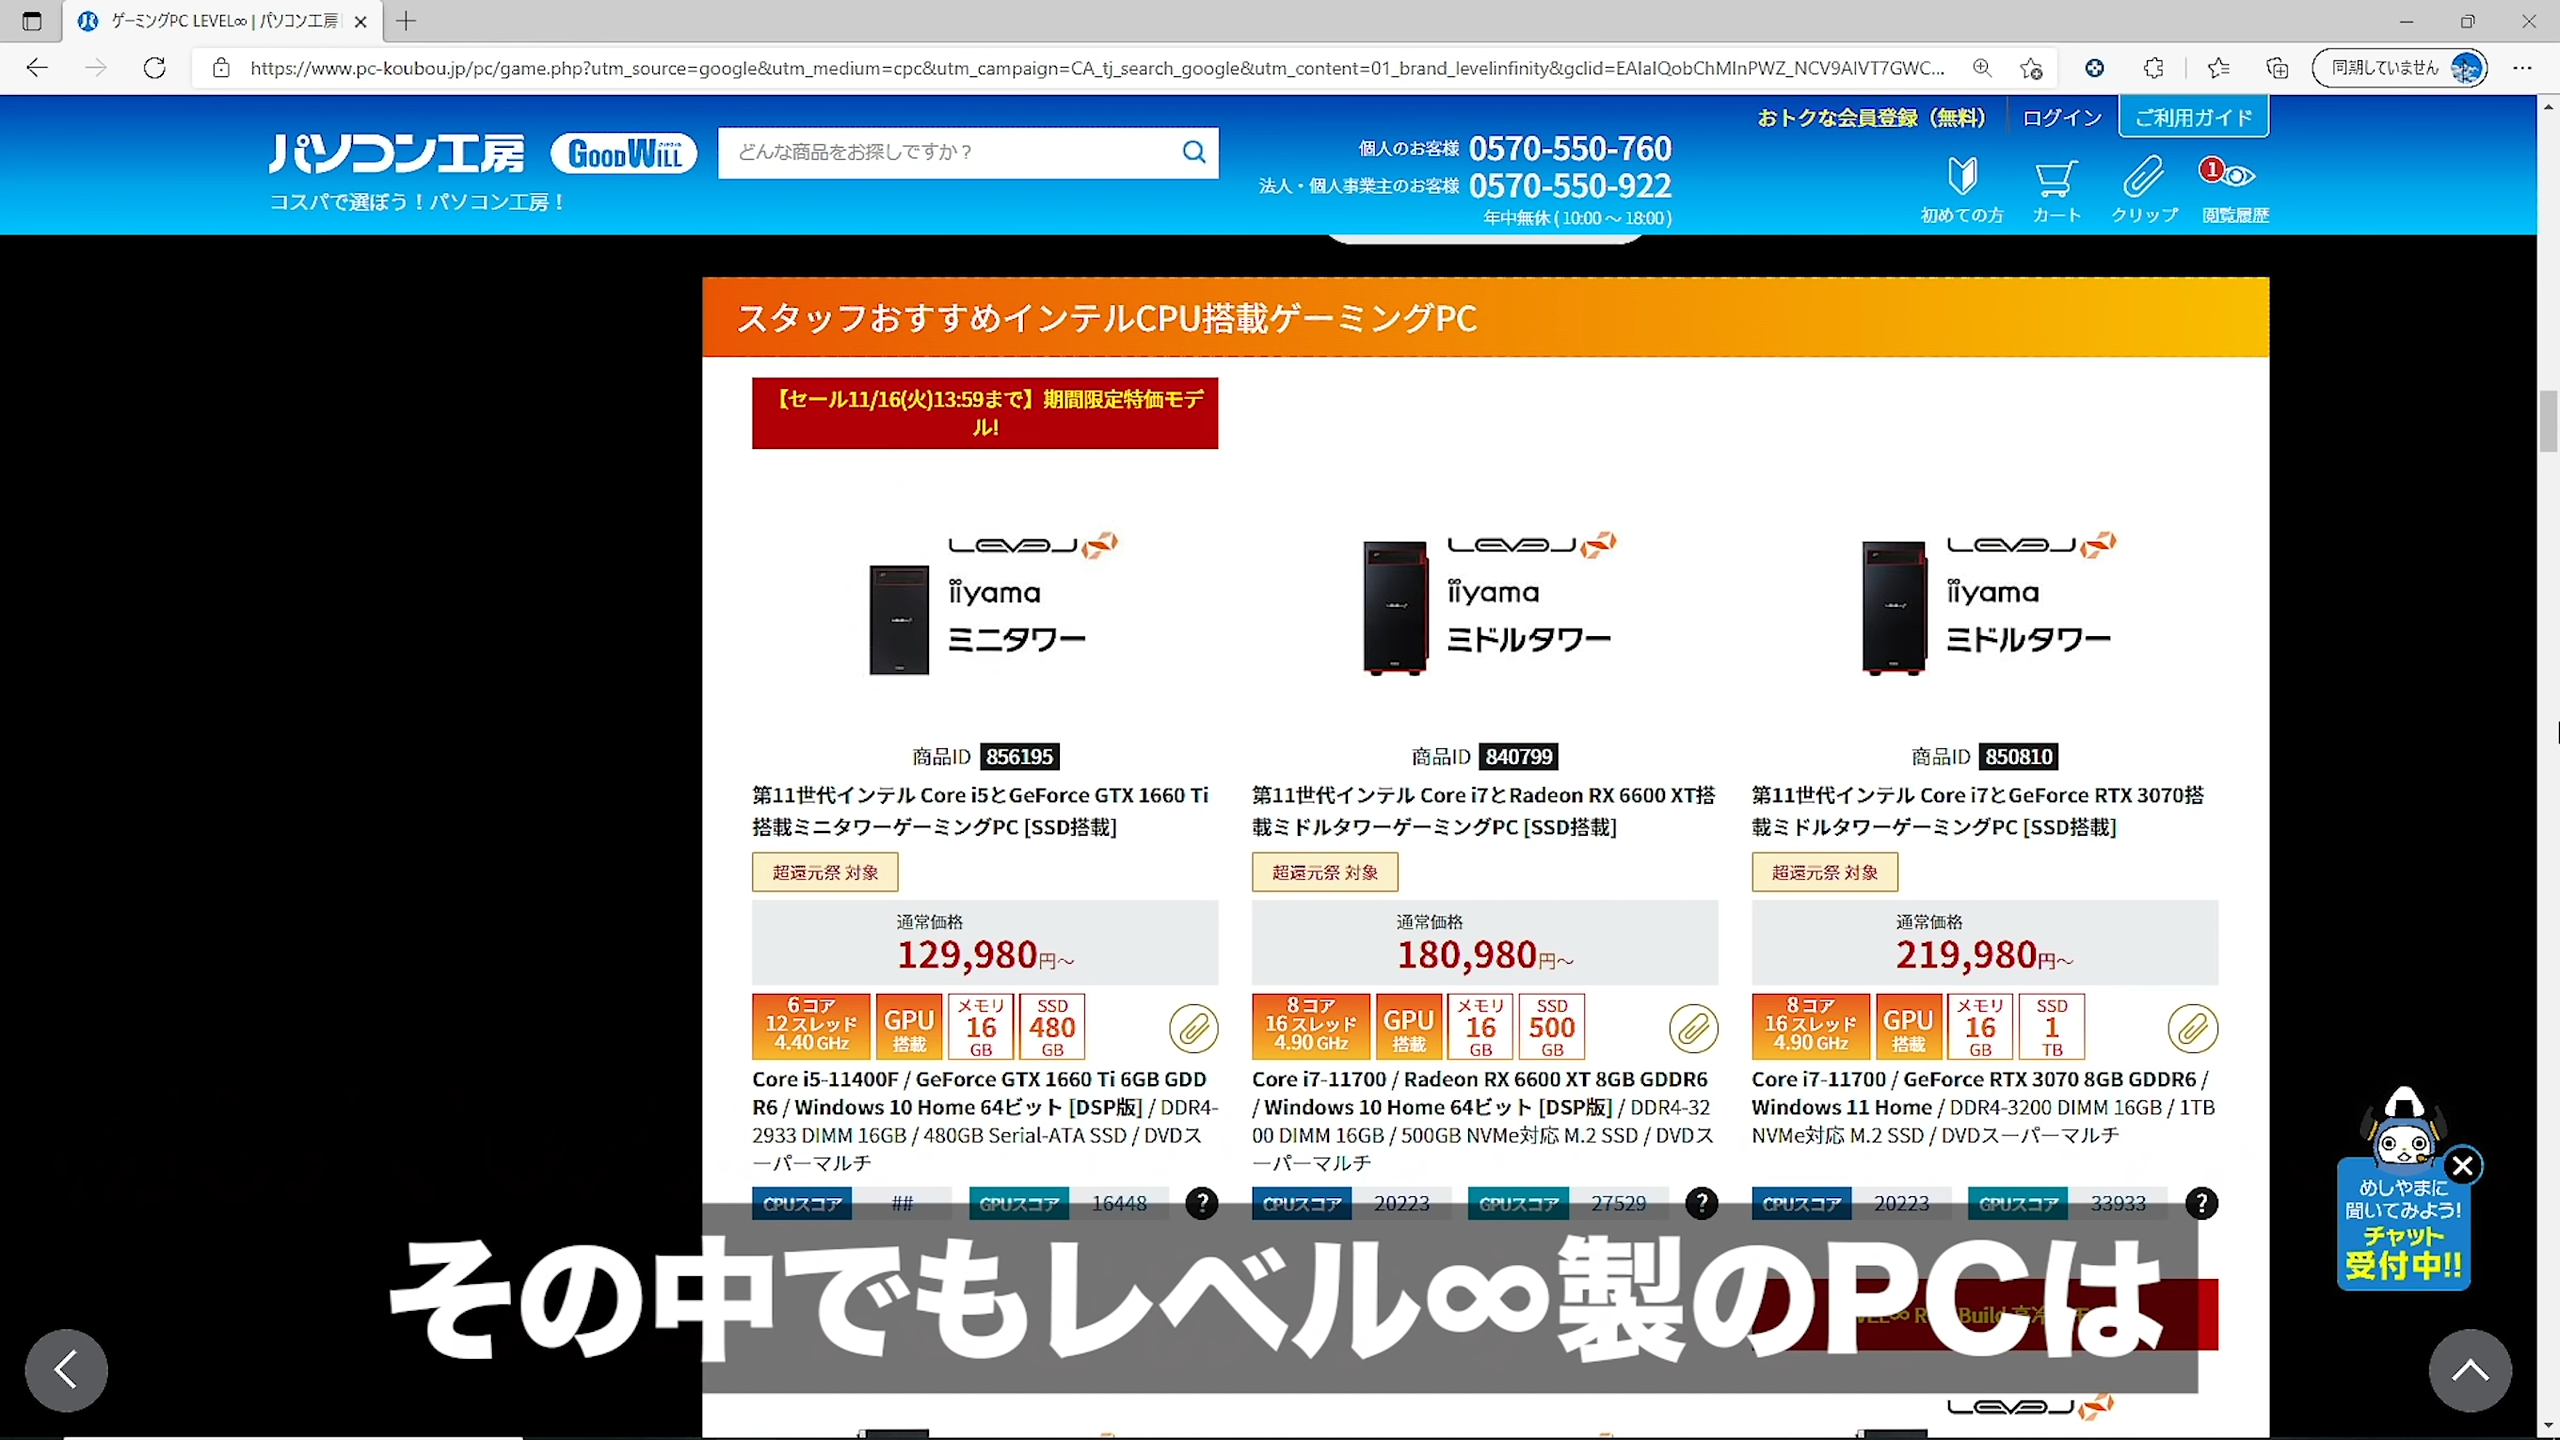 ゲーミングPC LEVEL∞ | パソコン工房
https://www.pc-koubou.jp/pc/game.php?utm_source=google&utm_medium=cpc&utm_campaign=CA_tj_search_google&utm_content=01_brand_levelinfinity&gclid=EAIaIQobChMInPWZ_NCV9AIVT7GWC...
同期していません
パソコン工房
GOODWILL
コスパで選ぼう！パソコン工房！
どんな商品をお探しですか？
個人のお客様 0570-550-760
法人・個人事業主のお客様 0570-550-922
年中無休 ( 10:00 ～ 18:00 )
おトクな会員登録（無料）
ログイン
ご利用ガイド
初めての方
カート
クリップ
1
閲覧履歴
スタッフおすすめインテルCPU搭載ゲーミングPC
【セール11/16(火)13:59まで】期間限定特価モデ
ル!
LEVEL
iiyama
ミニタワー
商品ID 856195
第11世代インテル Core i5とGeForce GTX 1660 Ti
搭載ミニタワーゲーミングPC [SSD搭載]
超還元祭 対象
通常価格
129,980円～
6コア
12スレッド
4.40 GHz
GPU
搭載
メモリ
16
GB
SSD
480
GB
Core i5-11400F / GeForce GTX 1660 Ti 6GB GDD
R6 / Windows 10 Home 64ビット [DSP版] / DDR4-
2933 DIMM 16GB / 480GB Serial-ATA SSD / DVDス
ーパーマルチ
CPUスコア ## GPUスコア 16448 ?
LEVEL
iiyama
ミドルタワー
商品ID 840799
第11世代インテル Core i7とRadeon RX 6600 XT搭
載ミドルタワーゲーミングPC [SSD搭載]
超還元祭 対象
通常価格
180,980円～
8コア
16スレッド
4.90 GHz
GPU
搭載
メモリ
16
GB
SSD
500
GB
Core i7-11700 / Radeon RX 6600 XT 8GB GDDR6
/ Windows 10 Home 64ビット [DSP版] / DDR4-32
00 DIMM 16GB / 500GB NVMe対応 M.2 SSD / DVDス
ーパーマルチ
CPUスコア 20223 GPUスコア 27529 ?
LEVEL
iiyama
ミドルタワー
商品ID 850810
第11世代インテル Core i7とGeForce RTX 3070搭
載ミドルタワーゲーミングPC [SSD搭載]
超還元祭 対象
通常価格
219,980円～
8コア
16スレッド
4.90 GHz
GPU
搭載
メモリ
16
GB
SSD
1
TB
Core i7-11700 / GeForce RTX 3070 8GB GDDR6 /
Windows 11 Home / DDR4-3200 DIMM 16GB / 1TB
NVMe対応 M.2 SSD / DVDスーパーマルチ
CPUスコア 20223 GPUスコア 33933 ?
めしやまに
聞いてみよう!
チャット
受付中!!
その中でもレベル∞製のPCは
LEVEL